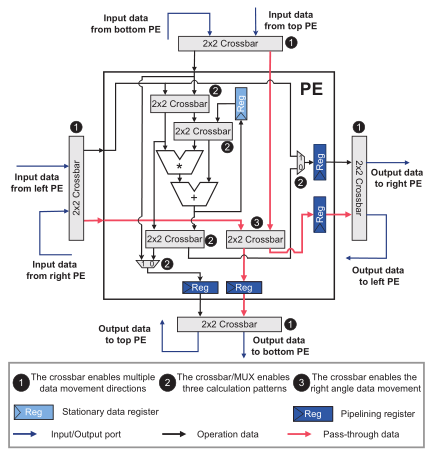 Input data
from bottom PE
Input data
from top PE
2x2 Crossbar
1
PE
2
2x2 Crossbar
Reg
2x2 Crossbar
2
1
Input data
from left PE
2x2 Crossbar
Input data
from right PE
*
+
1
0
2
Reg
Reg
1
2x2 Crossbar
Output data
to right PE
Output data
to left PE
3
2x2 Crossbar
2
2x2 Crossbar
1 0
2
Reg
Reg
Output data
to top PE
2x2 Crossbar
1
Output data
to bottom PE
1 The crossbar enables multiple
data movement directions
2 The crossbar/MUX enables
three calculation patterns
3 The crossbar enables the
right angle data movement
Reg Stationary data register
Reg Pipelining register
Input/Output port
Operation data
Pass-through data